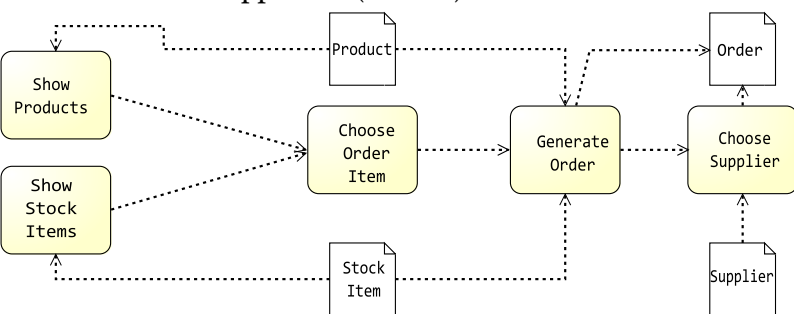 Product
Order
Show
Products
Choose
Order
Item
Generate
Order
Choose
Supplier
Show
Stock
Items
Stock
Item
Supplier